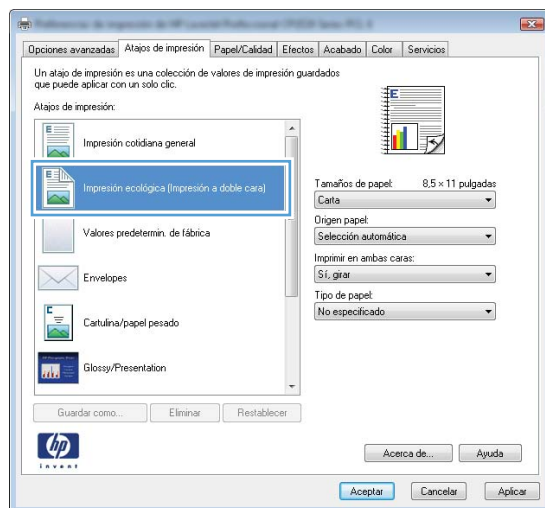 Opciones avanzadas Atajos de impresión Papel/Calidad Efectos Acabado Color Servicios
Un atajo de impresión es una colección de valores de impresión guardados
que puede aplicar con un solo clic.
Atajos de impresión:
Impresión cotidiana general
Impresión ecológica (Impresión a doble cara)
Valores predetermin. de fábrica
Envelopes
Cartulina/papel pesado
Glossy/Presentation
Guardar como... Eliminar Restablecer
Tamaños de papel: 8,5 × 11 pulgadas
Carta
Origen papel:
Selección automática
Imprimir en ambas caras:
Sí, girar
Tipo de papel:
No especificado
hp
invent
Acerca de... Ayuda
Aceptar Cancelar Aplicar